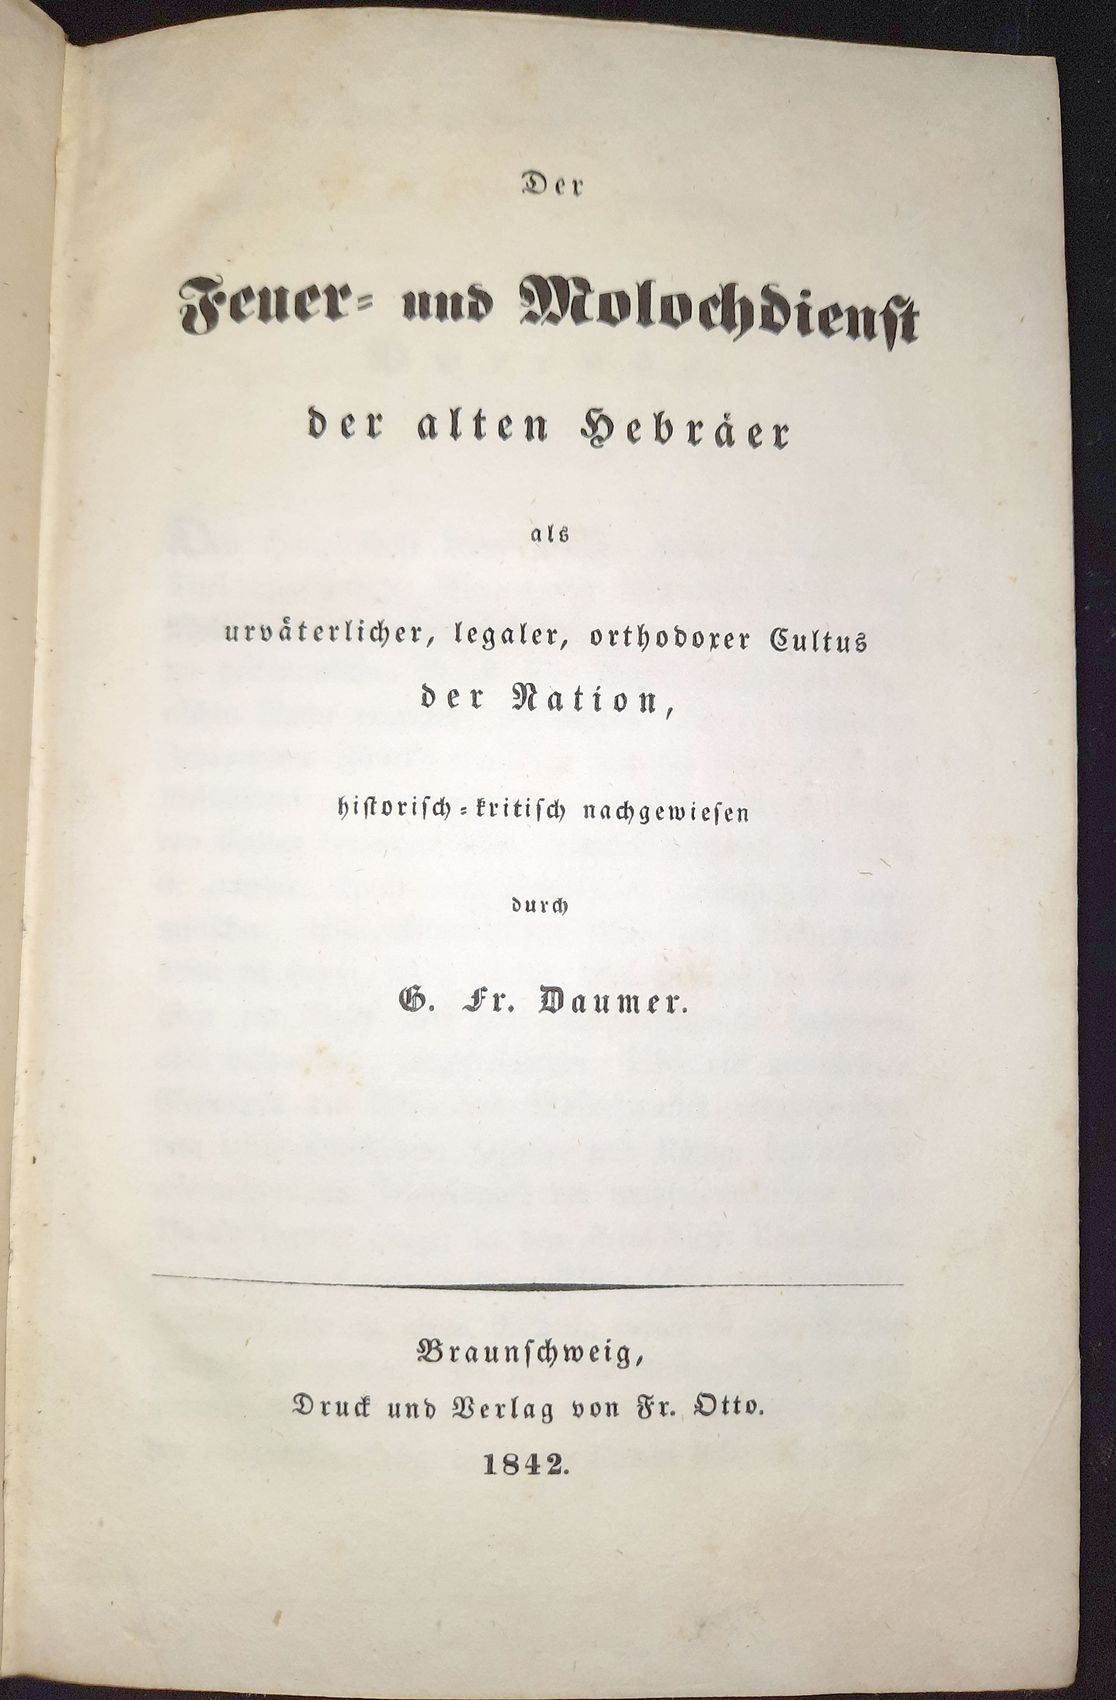 Der
Feuer- und Molochdienst
der alten Hebräer
als
urväterlicher, legaler, orthodoxer Cultus
der Nation,
historisch-kritisch nachgewiesen
durch
G. Fr. Daumer.
Braunschweig,
Druck und Verlag von Fr. Otto.
1842.